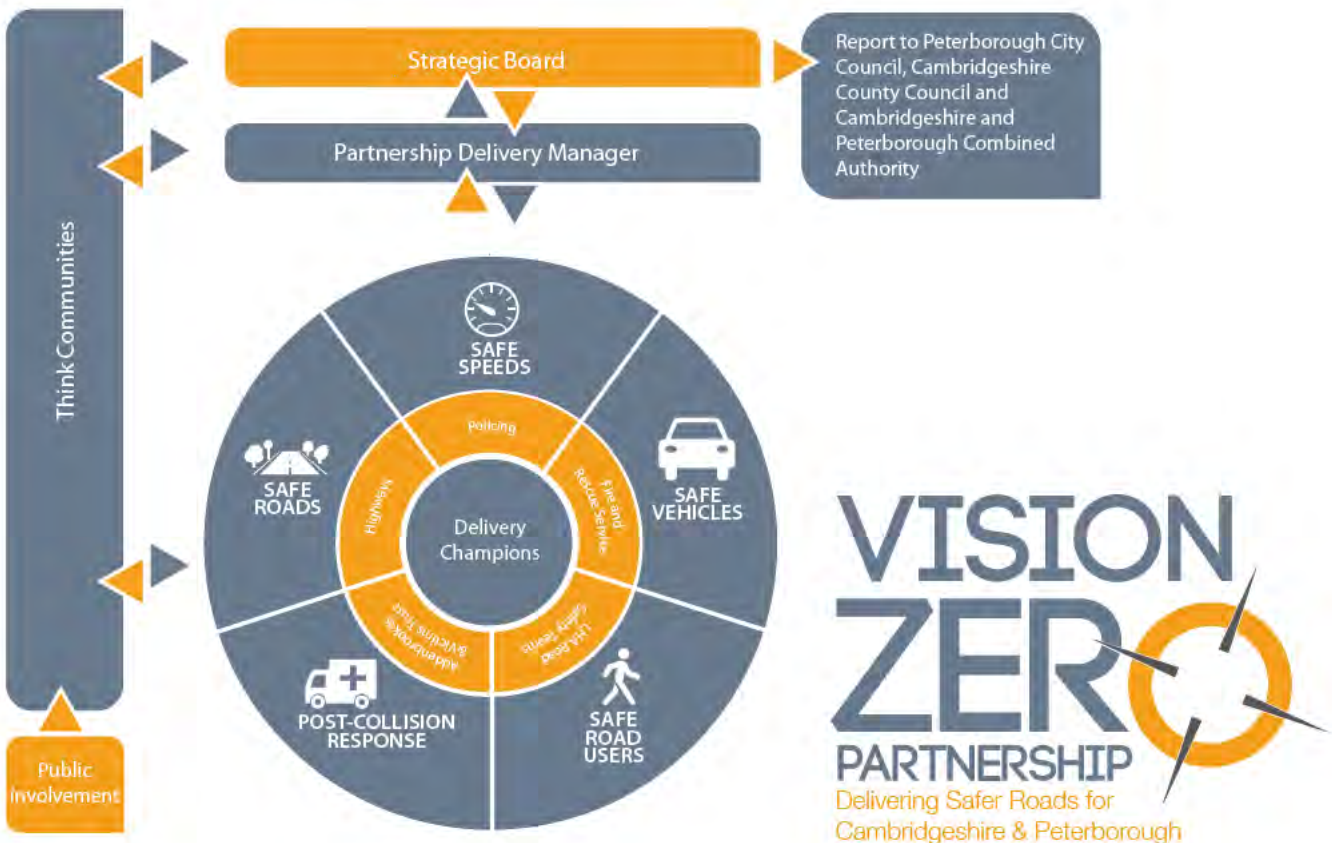 Strategic Board
Report to Peterborough City
Council, Cambridgeshire
County Council and
Cambridgeshire and
Peterborough Combined
Authority
Partnership Delivery Manager
Think Communities
Public
involvement
SAFE
SPEEDS
SAFE
VEHICLES
SAFE
ROAD
USERS
POST-COLLISION
RESPONSE
SAFE
ROADS
Policing
Fire and
Rescue Service
LHA Road
Safety Teams
Addenbrooke's
& Victims Trust
Highways
Delivery
Champions
VISION
ZERO
PARTNERSHIP
Delivering Safer Roads for
Cambridgeshire & Peterborough